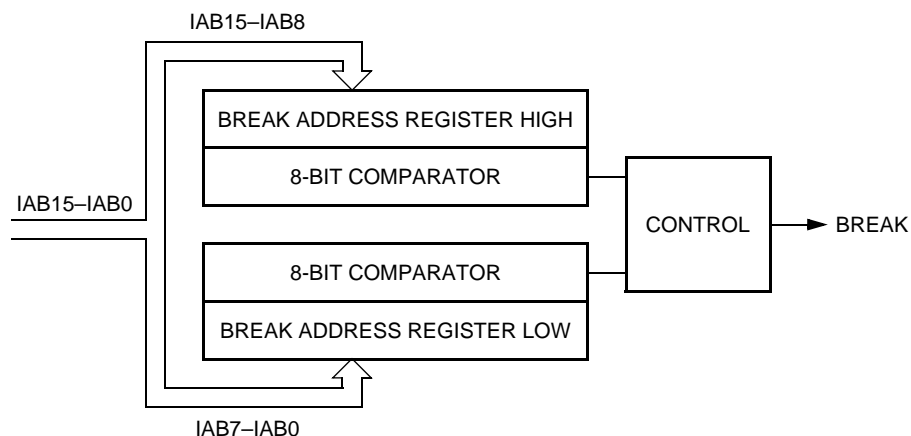 IAB15–IAB8
BREAK ADDRESS REGISTER HIGH
8-BIT COMPARATOR
IAB15–IAB0
CONTROL
BREAK
8-BIT COMPARATOR
BREAK ADDRESS REGISTER LOW
IAB7–IAB0